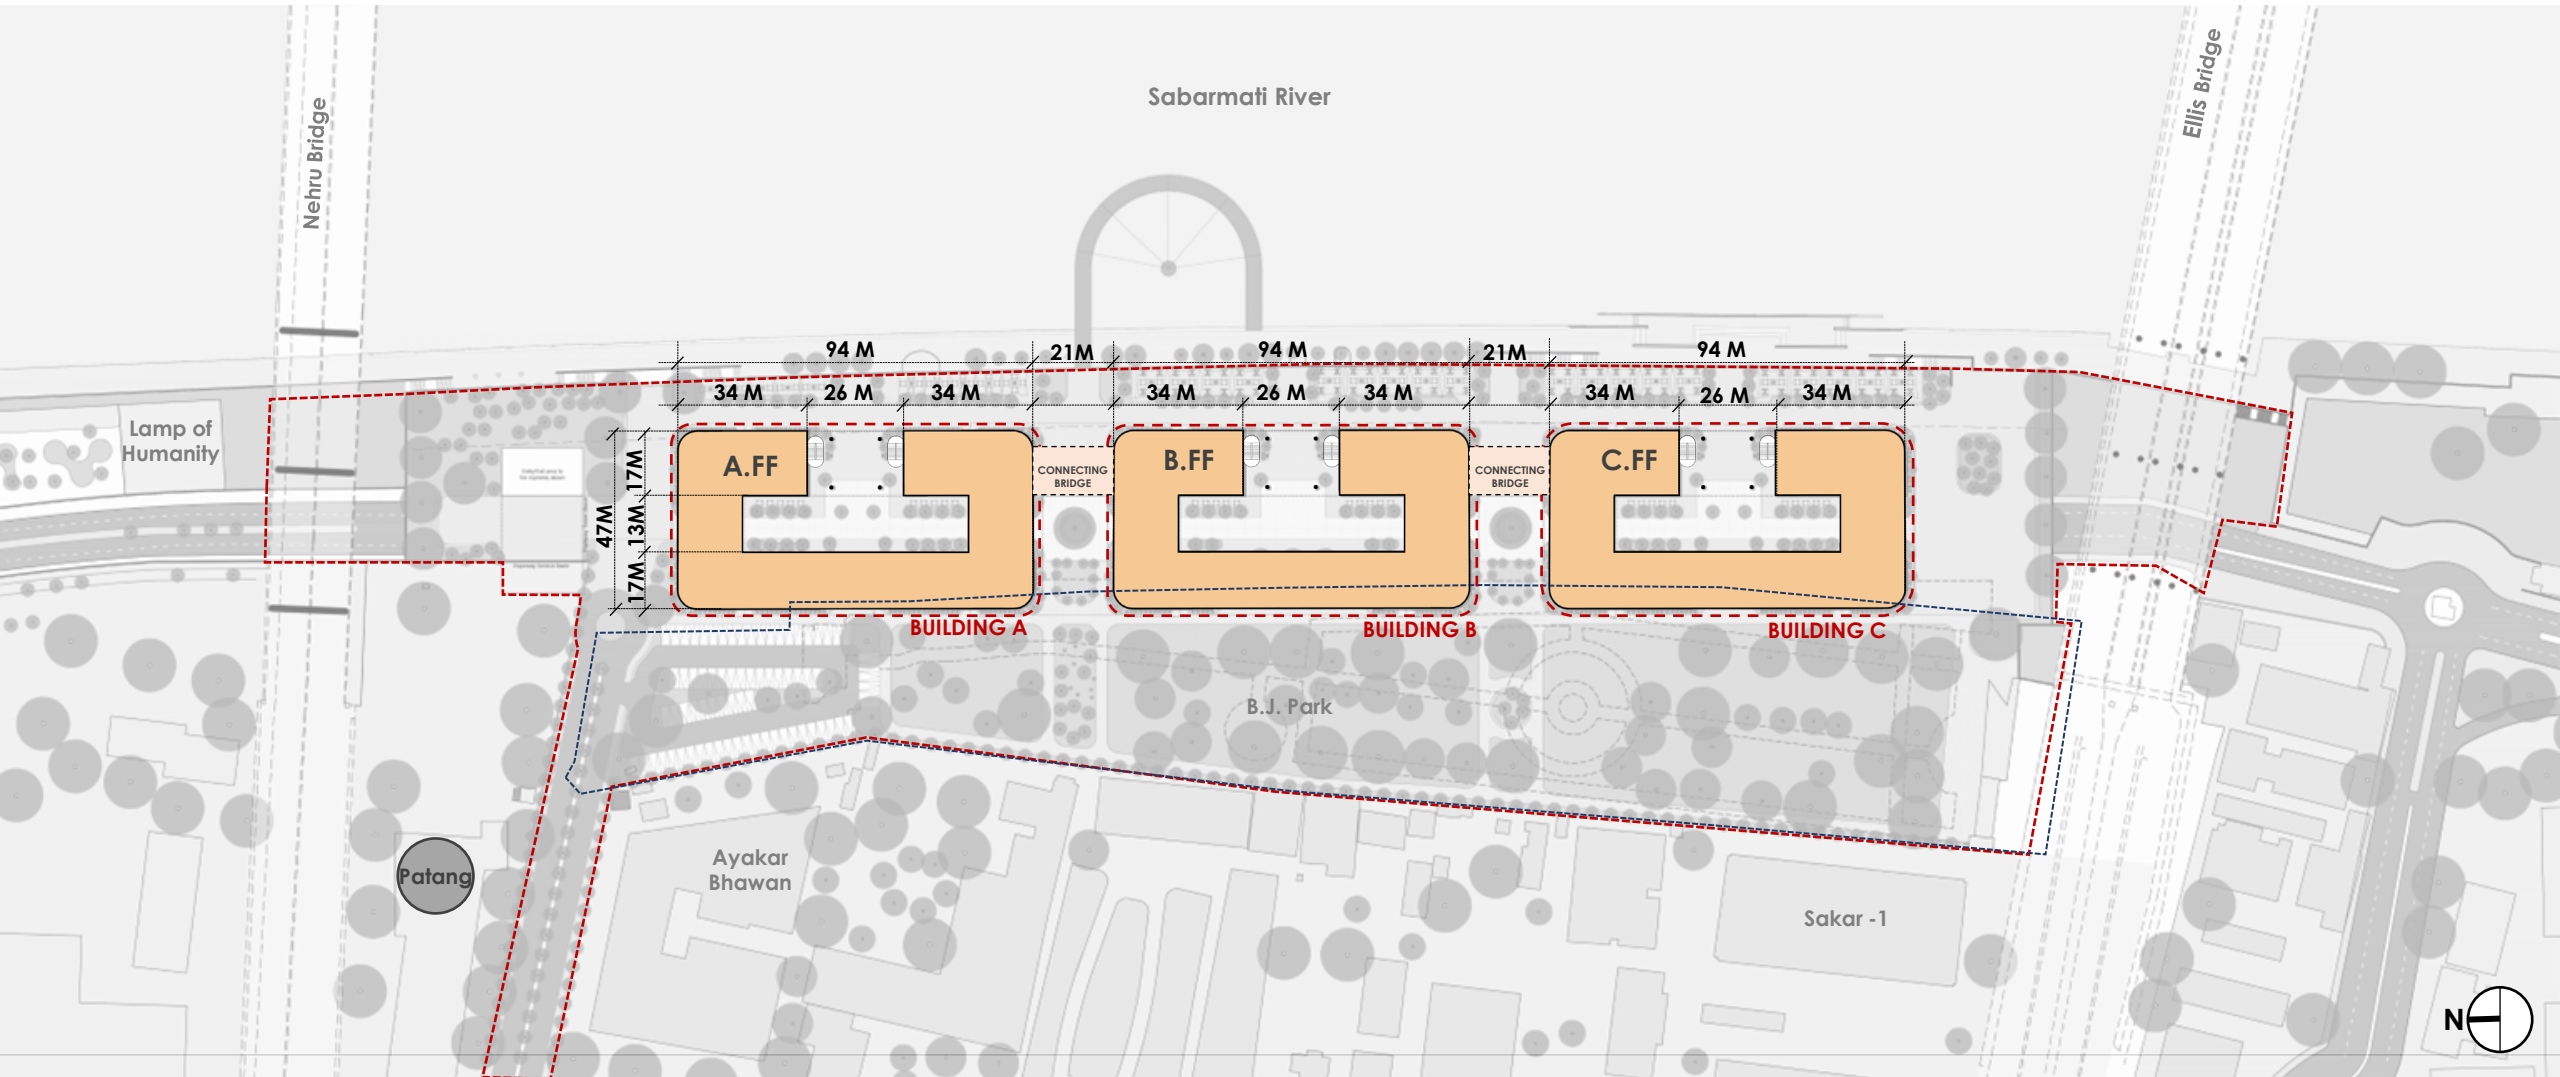 Sabarmati River
Nehru Bridge
Ellis Bridge
94 M
21M
94 M
21M
94 M
34 M
26 M
34 M
34 M
26 M
34 M
34 M
26 M
34 M
Lamp of
Humanity
A.FF
B.FF
C.FF
CONNECTING
BRIDGE
CONNECTING
BRIDGE
47M
17M
13M
17M
BUILDING A
BUILDING B
BUILDING C
B.J. Park
Patang
Ayakar
Bhawan
Sakar -1
N